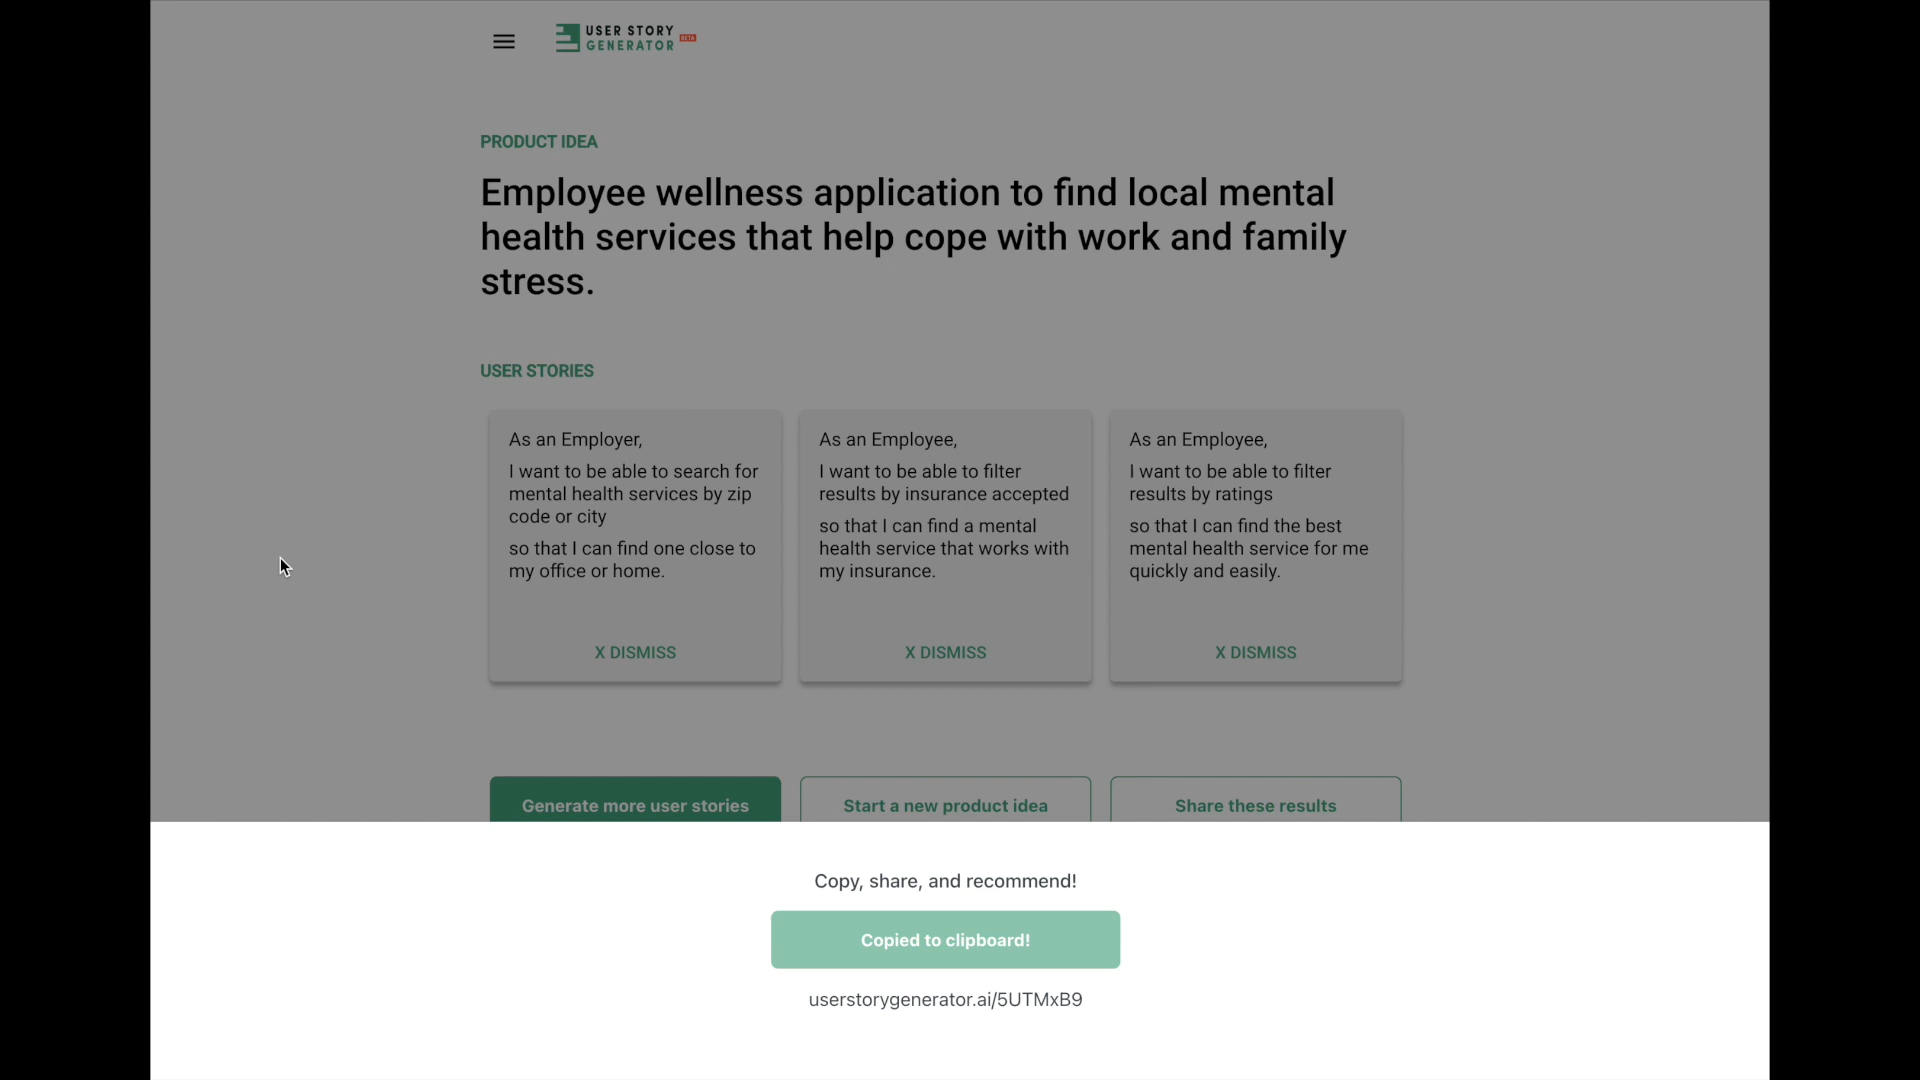 USER STORY
GENERATOR BETA
PRODUCT IDEA
Employee wellness application to find local mental
health services that help cope with work and family
stress.
USER STORIES
As an Employer,
I want to be able to search for
mental health services by zip
code or city
so that I can find one close to
my office or home.
X DISMISS
As an Employee,
I want to be able to filter
results by insurance accepted
so that I can find a mental
health service that works with
my insurance.
X DISMISS
As an Employee,
I want to be able to filter
results by ratings
so that I can find the best
mental health service for me
quickly and easily.
X DISMISS
Generate more user stories
Start a new product idea
Share these results
Copy, share, and recommend!
Copied to clipboard!
userstorygenerator.ai/5UTMxB9